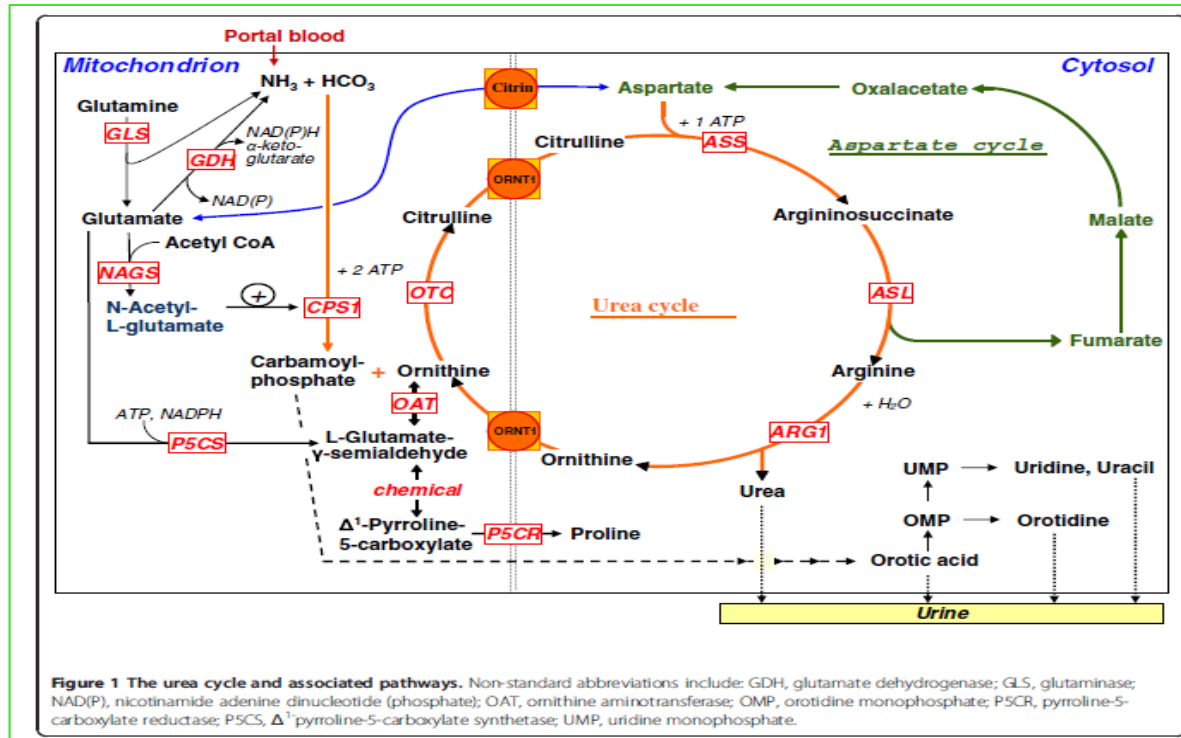 Portal blood
Mitochondrion
Cytosol
NH₃ + HCO₃
Citrin
Aspartate
Oxalacetate
Glutamine
GLS
NAD(P)H
α-keto-
glutarate
GDH
+ 1 ATP
ASS
Citrulline
Aspartate cycle
ORNT1
NAD(P)
Glutamate
Citrulline
Argininosuccinate
Malate
Acetyl CoA
NAGS
+ 2 ATP
N-Acetyl-
L-glutamate
+
CPS1
OTC
Urea cycle
ASL
Fumarate
Carbamoyl-
phosphate
+
Ornithine
Arginine
+ H₂O
OAT
ATP, NADPH
P5CS
L-Glutamate-
γ-semialdehyde
ORNT1
Ornithine
ARG1
Urea
UMP
Uridine, Uracil
chemical
Δ¹-Pyrroline-
5-carboxylate
P5CR
Proline
OMP
Orotidine
Orotic acid
Urine
Figure 1 The urea cycle and associated pathways. Non-standard abbreviations include: GDH, glutamate dehydrogenase; GLS, glutaminase;
NAD(P), nicotinamide adenine dinucleotide (phosphate); OAT, ornithine aminotransferase; OMP, orotidine monophosphate; P5CR, pyrroline-5-
carboxylate reductase; P5CS, Δ¹pyrroline-5-carboxylate synthetase; UMP, uridine monophosphate.